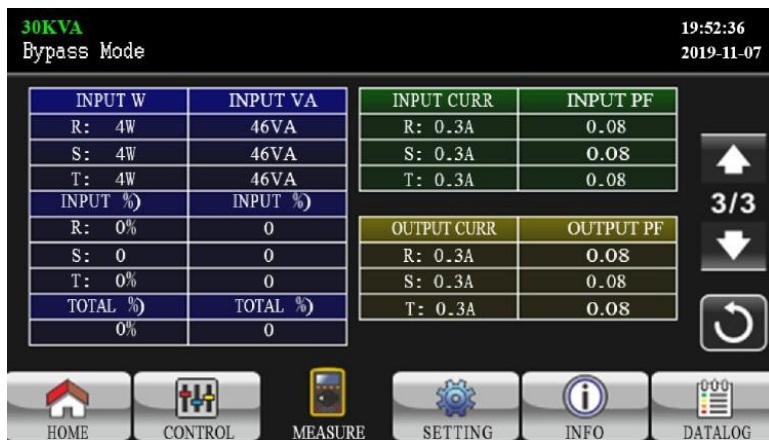 30KVA
19:52:36
Bypass Mode
2019-11-07
INPUT W INPUT VA
R: 4W 46VA
S: 4W 46VA
T: 4W 46VA
INPUT %) INPUT %)
R: 0% 0
S: 0 0
T: 0% 0
TOTAL %) TOTAL %)
0% 0
INPUT CURR INPUT PF
R: 0.3A 0.08
S: 0.3A 0.08
T: 0.3A 0.08
OUTPUT CURR OUTPUT PF
R: 0.3A 0.08
S: 0.3A 0.08
T: 0.3A 0.08
3/3
HOME CONTROL MEASURE SETTING INFO DATALOG